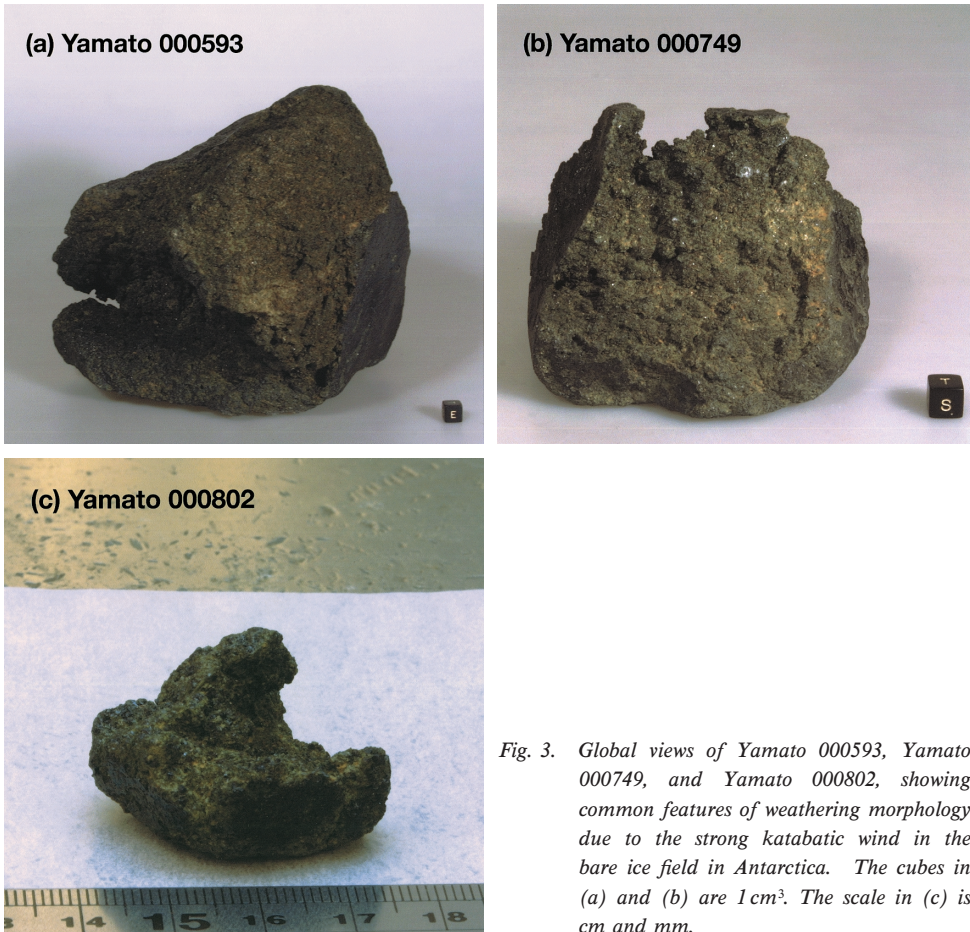 (a) Yamato 000593
(b) Yamato 000749
E
T
S
(c) Yamato 000802
14 15 16 17 18
Fig. 3. Global views of Yamato 000593, Yamato
000749, and Yamato 000802, showing
common features of weathering morphology
due to the strong katabatic wind in the
bare ice field in Antarctica. The cubes in
(a) and (b) are 1 cm³. The scale in (c) is
cm and mm.